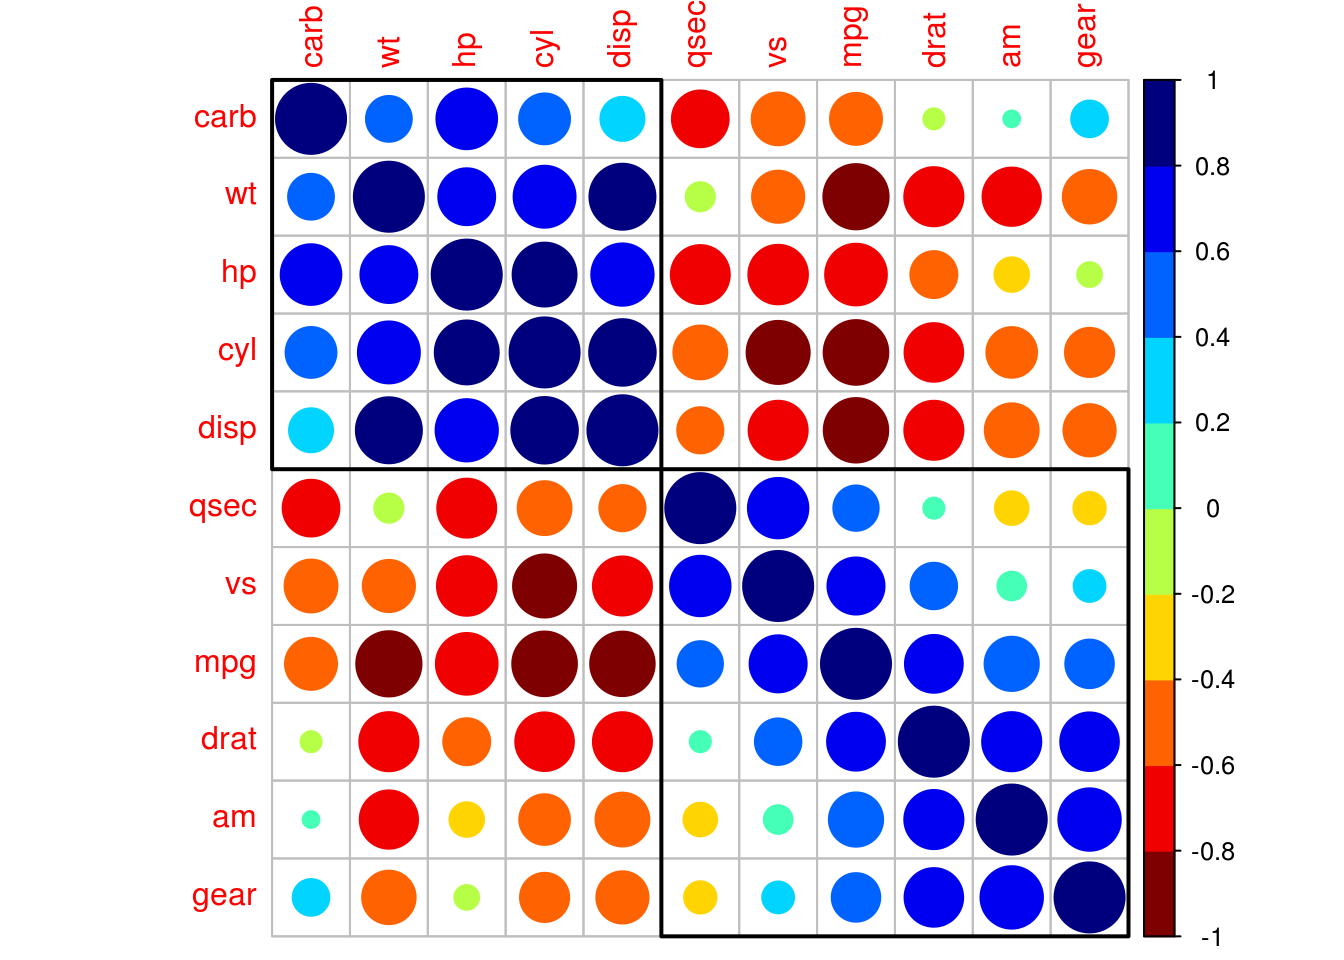 carb wt hp cyl disp qsec vs mpg drat am gear
carb
wt
hp
cyl
disp
qsec
vs
mpg
drat
am
gear
1
0.8
0.6
0.4
0.2
0
-0.2
-0.4
-0.6
-0.8
-1